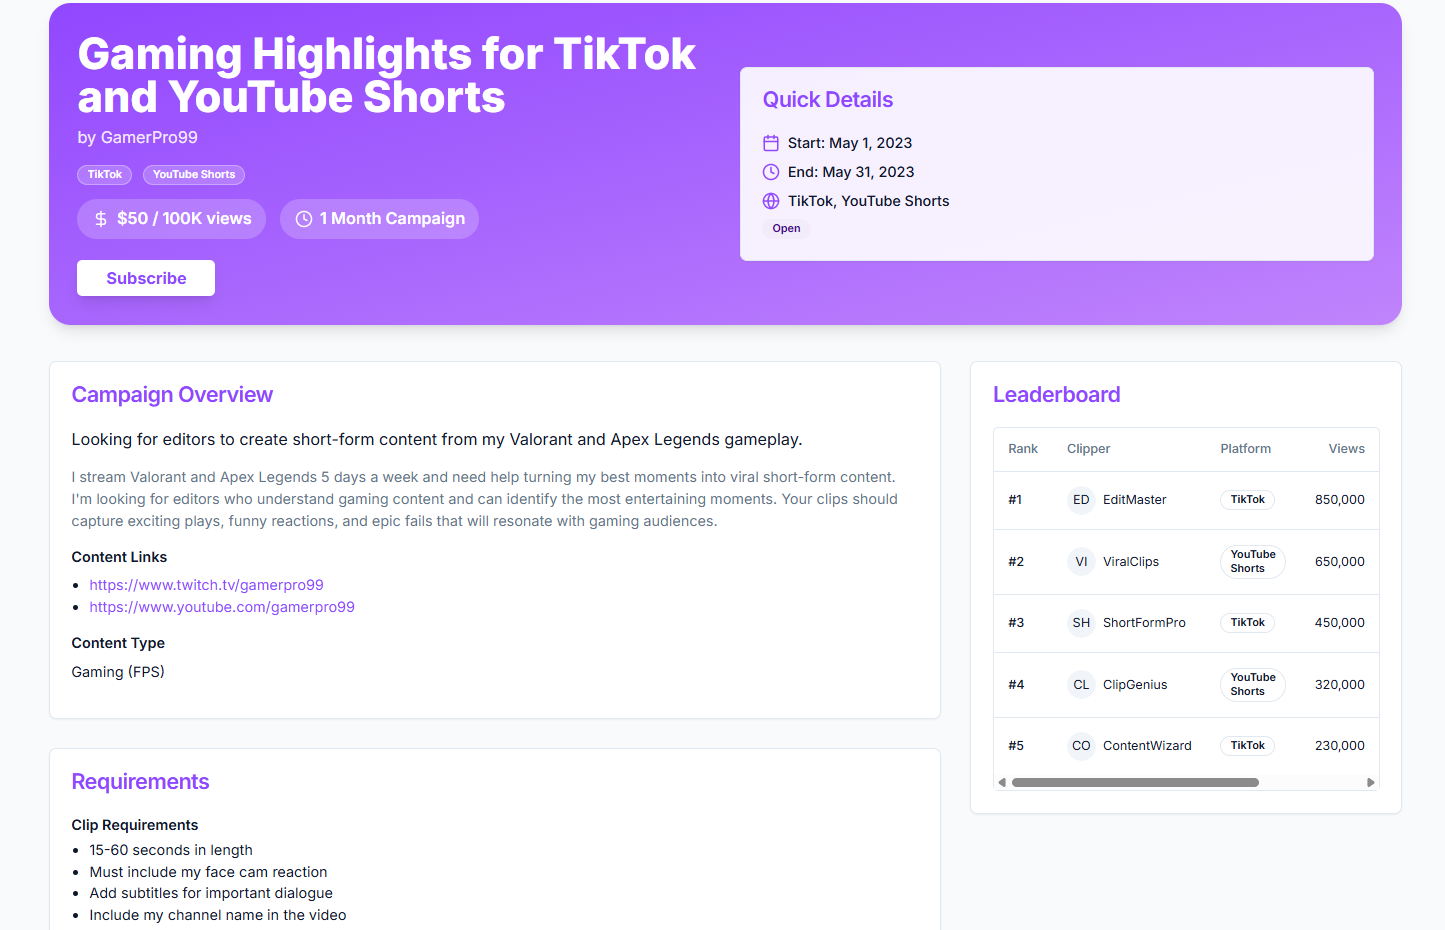 Gaming Highlights for TikTok
and YouTube Shorts
by GamerPro99
TikTok
YouTube Shorts
$50 / 100K views
1 Month Campaign
Subscribe
Quick Details
Start: May 1, 2023
End: May 31, 2023
TikTok, YouTube Shorts
Open
Campaign Overview
Looking for editors to create short-form content from my Valorant and Apex Legends gameplay.
I stream Valorant and Apex Legends 5 days a week and need help turning my best moments into viral short-form content.
I'm looking for editors who understand gaming content and can identify the most entertaining moments. Your clips should
capture exciting plays, funny reactions, and epic fails that will resonate with gaming audiences.
Content Links
https://www.twitch.tv/gamerpro99
https://www.youtube.com/gamerpro99
Content Type
Gaming (FPS)
Requirements
Clip Requirements
15-60 seconds in length
Must include my face cam reaction
Add subtitles for important dialogue
Include my channel name in the video
Leaderboard
Rank Clipper Platform Views
#1 ED EditMaster TikTok 850,000
#2 VI ViralClips YouTube Shorts 650,000
#3 SH ShortFormPro TikTok 450,000
#4 CL ClipGenius YouTube Shorts 320,000
#5 CO ContentWizard TikTok 230,000